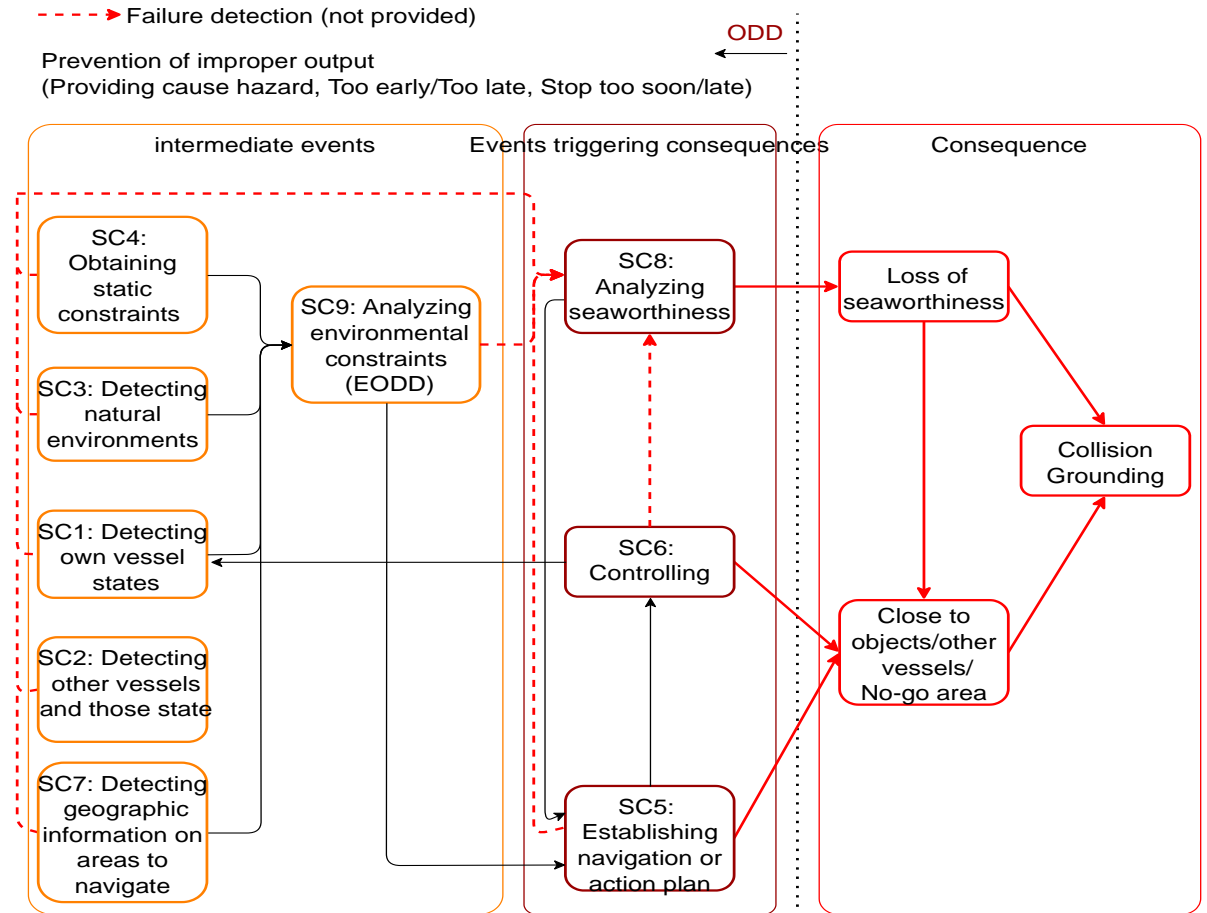 Failure detection (not provided)
ODD
Prevention of improper output
(Providing cause hazard, Too early/Too late, Stop too soon/late)
intermediate events
Events triggering consequences
Consequence
SC4:
Obtaining
static
constraints
SC3: Detecting
natural
environments
SC1: Detecting
own vessel
states
SC2: Detecting
other vessels
and those state
SC7: Detecting
geographic
information on
areas to
navigate
SC9: Analyzing
environmental
constraints
(EODD)
SC8:
Analyzing
seaworthiness
SC6:
Controlling
SC5:
Establishing
navigation or
action plan
Loss of
seaworthiness
Collision
Grounding
Close to
objects/other
vessels/
No-go area